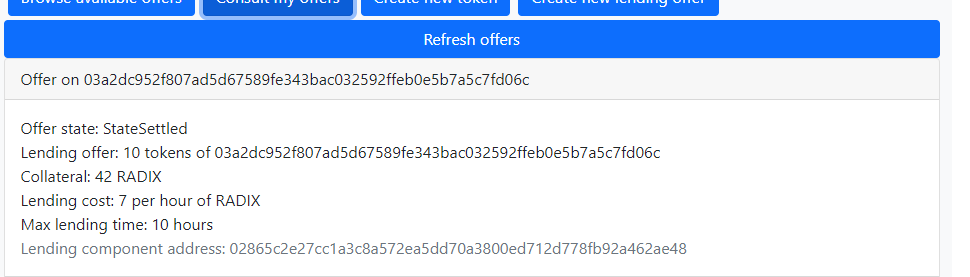 Browse available offers Consult my offers Create new token Create new lending offer
Refresh offers
Offer on 03a2dc952f807ad5d67589fe343bac032592ffeb0e5b7a5c7fd06c
Offer state: StateSettled
Lending offer: 10 tokens of 03a2dc952f807ad5d67589fe343bac032592ffeb0e5b7a5c7fd06c
Collateral: 42 RADIX
Lending cost: 7 per hour of RADIX
Max lending time: 10 hours
Lending component address: 02865c2e27cc1a3c8a572ea5dd70a3800ed712d778fb92a462ae48